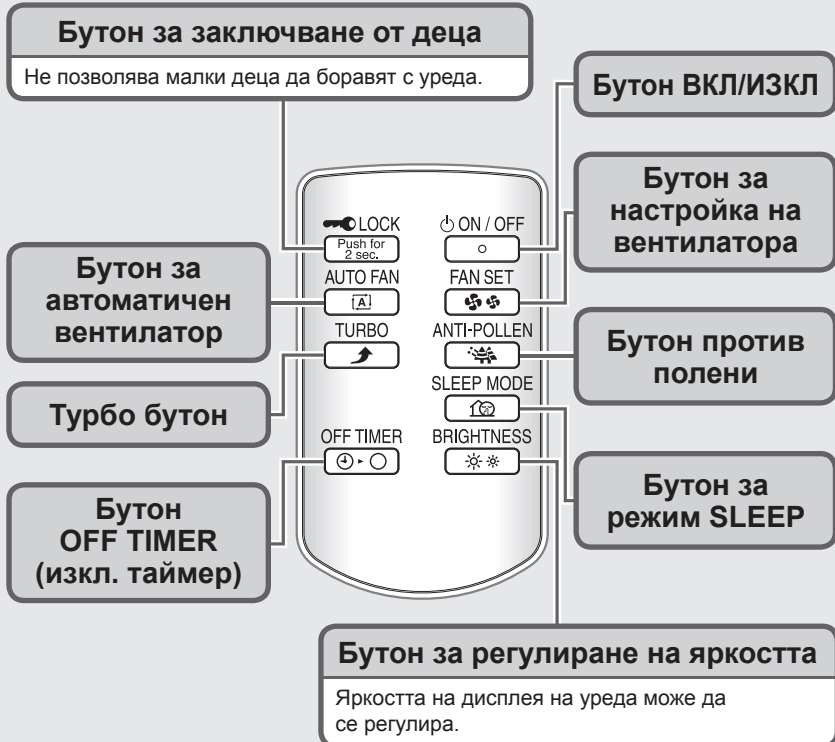 Бутон за заключване от деца
Не позволява малки деца да боравят с уреда.
Бутон ВКЛ/ИЗКЛ
Бутон за
настройка на
вентилатора
Бутон за
автоматичен
вентилатор
Бутон против
полени
Турбо бутон
Бутон за
режим SLEEP
Бутон
OFF TIMER
(изкл. таймер)
LOCK
Push for
2 sec.
ON / OFF
AUTO FAN
A
FAN SET
TURBO
ANTI-POLLEN
SLEEP MODE
OFF TIMER
BRIGHTNESS
Бутон за регулиране на яркостта
Яркостта на дисплея на уреда може да
се регулира.